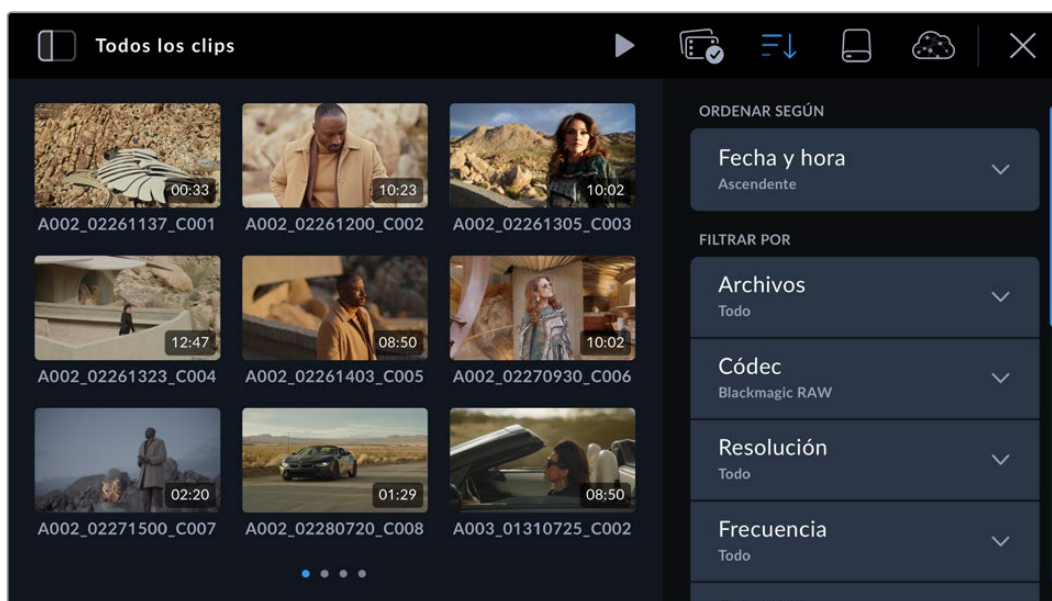 Todos los clips
00:33
10:23
10:02
A002_02261137_C001
A002_02261200_C002
A002_02261305_C003
12:47
08:50
10:02
A002_02261323_C004
A002_02261403_C005
A002_02270930_C006
02:20
01:29
08:50
A002_02271500_C007
A002_02280720_C008
A003_01310725_C002
ORDENAR SEGÚN
Fecha y hora
Ascendente
FILTRAR POR
Archivos
Todo
Códec
Blackmagic RAW
Resolución
Todo
Frecuencia
Todo